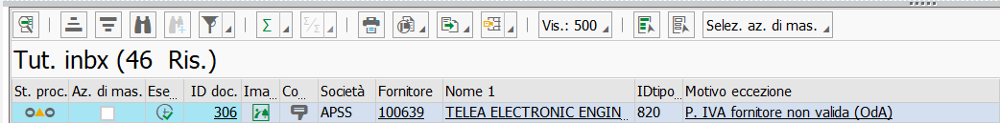 Vis.: 500 Selez. az. di mas.
Tut. inbx (46 Ris.)
St. proc. Az. di mas. Ese... ID doc. Ima... Co... Società Fornitore Nome 1 IDtipo Motivo eccezione
306 APSS 100639 TELEA ELECTRONIC ENGIN... 820 P. IVA fornitore non valida (OdA)